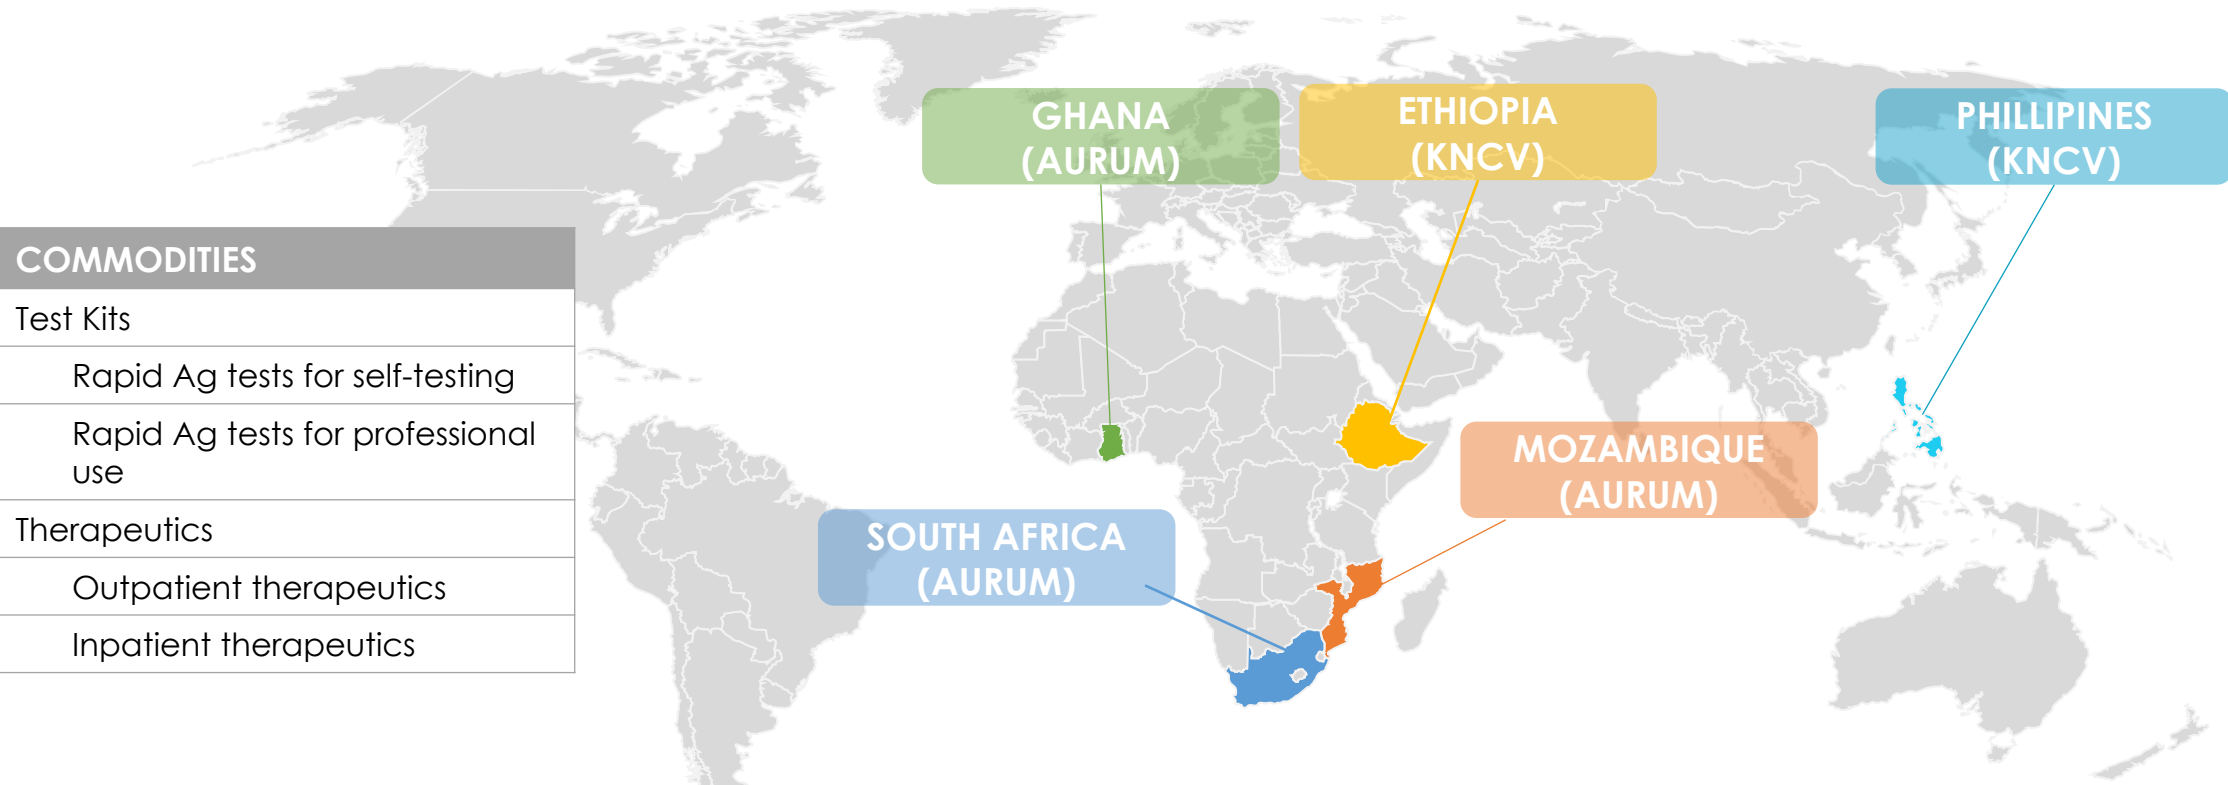 GHANA
(AURUM)
ETHIOPIA
(KNCV)
PHILLIPINES
(KNCV)
COMMODITIES
Test Kits
Rapid Ag tests for self-testing
Rapid Ag tests for professional
use
Therapeutics
Outpatient therapeutics
Inpatient therapeutics
MOZAMBIQUE
(AURUM)
SOUTH AFRICA
(AURUM)